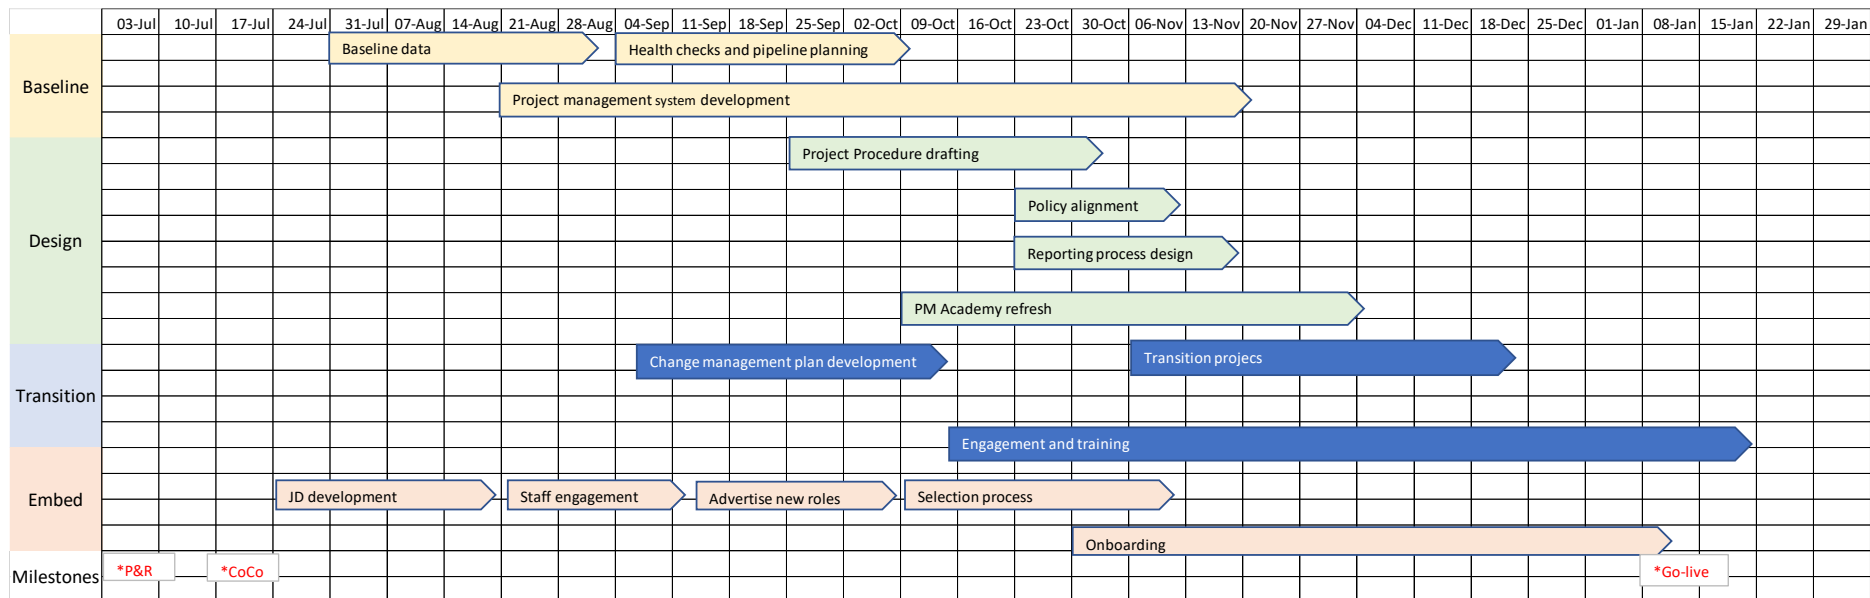 03-Jul 10-Jul 17-Jul 24-Jul 31-Jul 07-Aug 14-Aug 21-Aug 28-Aug 04-Sep 11-Sep 18-Sep 25-Sep 02-Oct 09-Oct 16-Oct 23-Oct 30-Oct 06-Nov 13-Nov 20-Nov 27-Nov 04-Dec 11-Dec 18-Dec 25-Dec 01-Jan 08-Jan 15-Jan 22-Jan 29-Jan
Baseline
Baseline data
Health checks and pipeline planning
Project management system development
Design
Project Procedure drafting
Policy alignment
Reporting process design
PM Academy refresh
Transition
Change management plan development
Transition projecs
Engagement and training
Embed
JD development
Staff engagement
Advertise new roles
Selection process
Onboarding
Milestones
*P&R
*CoCo
*Go-live